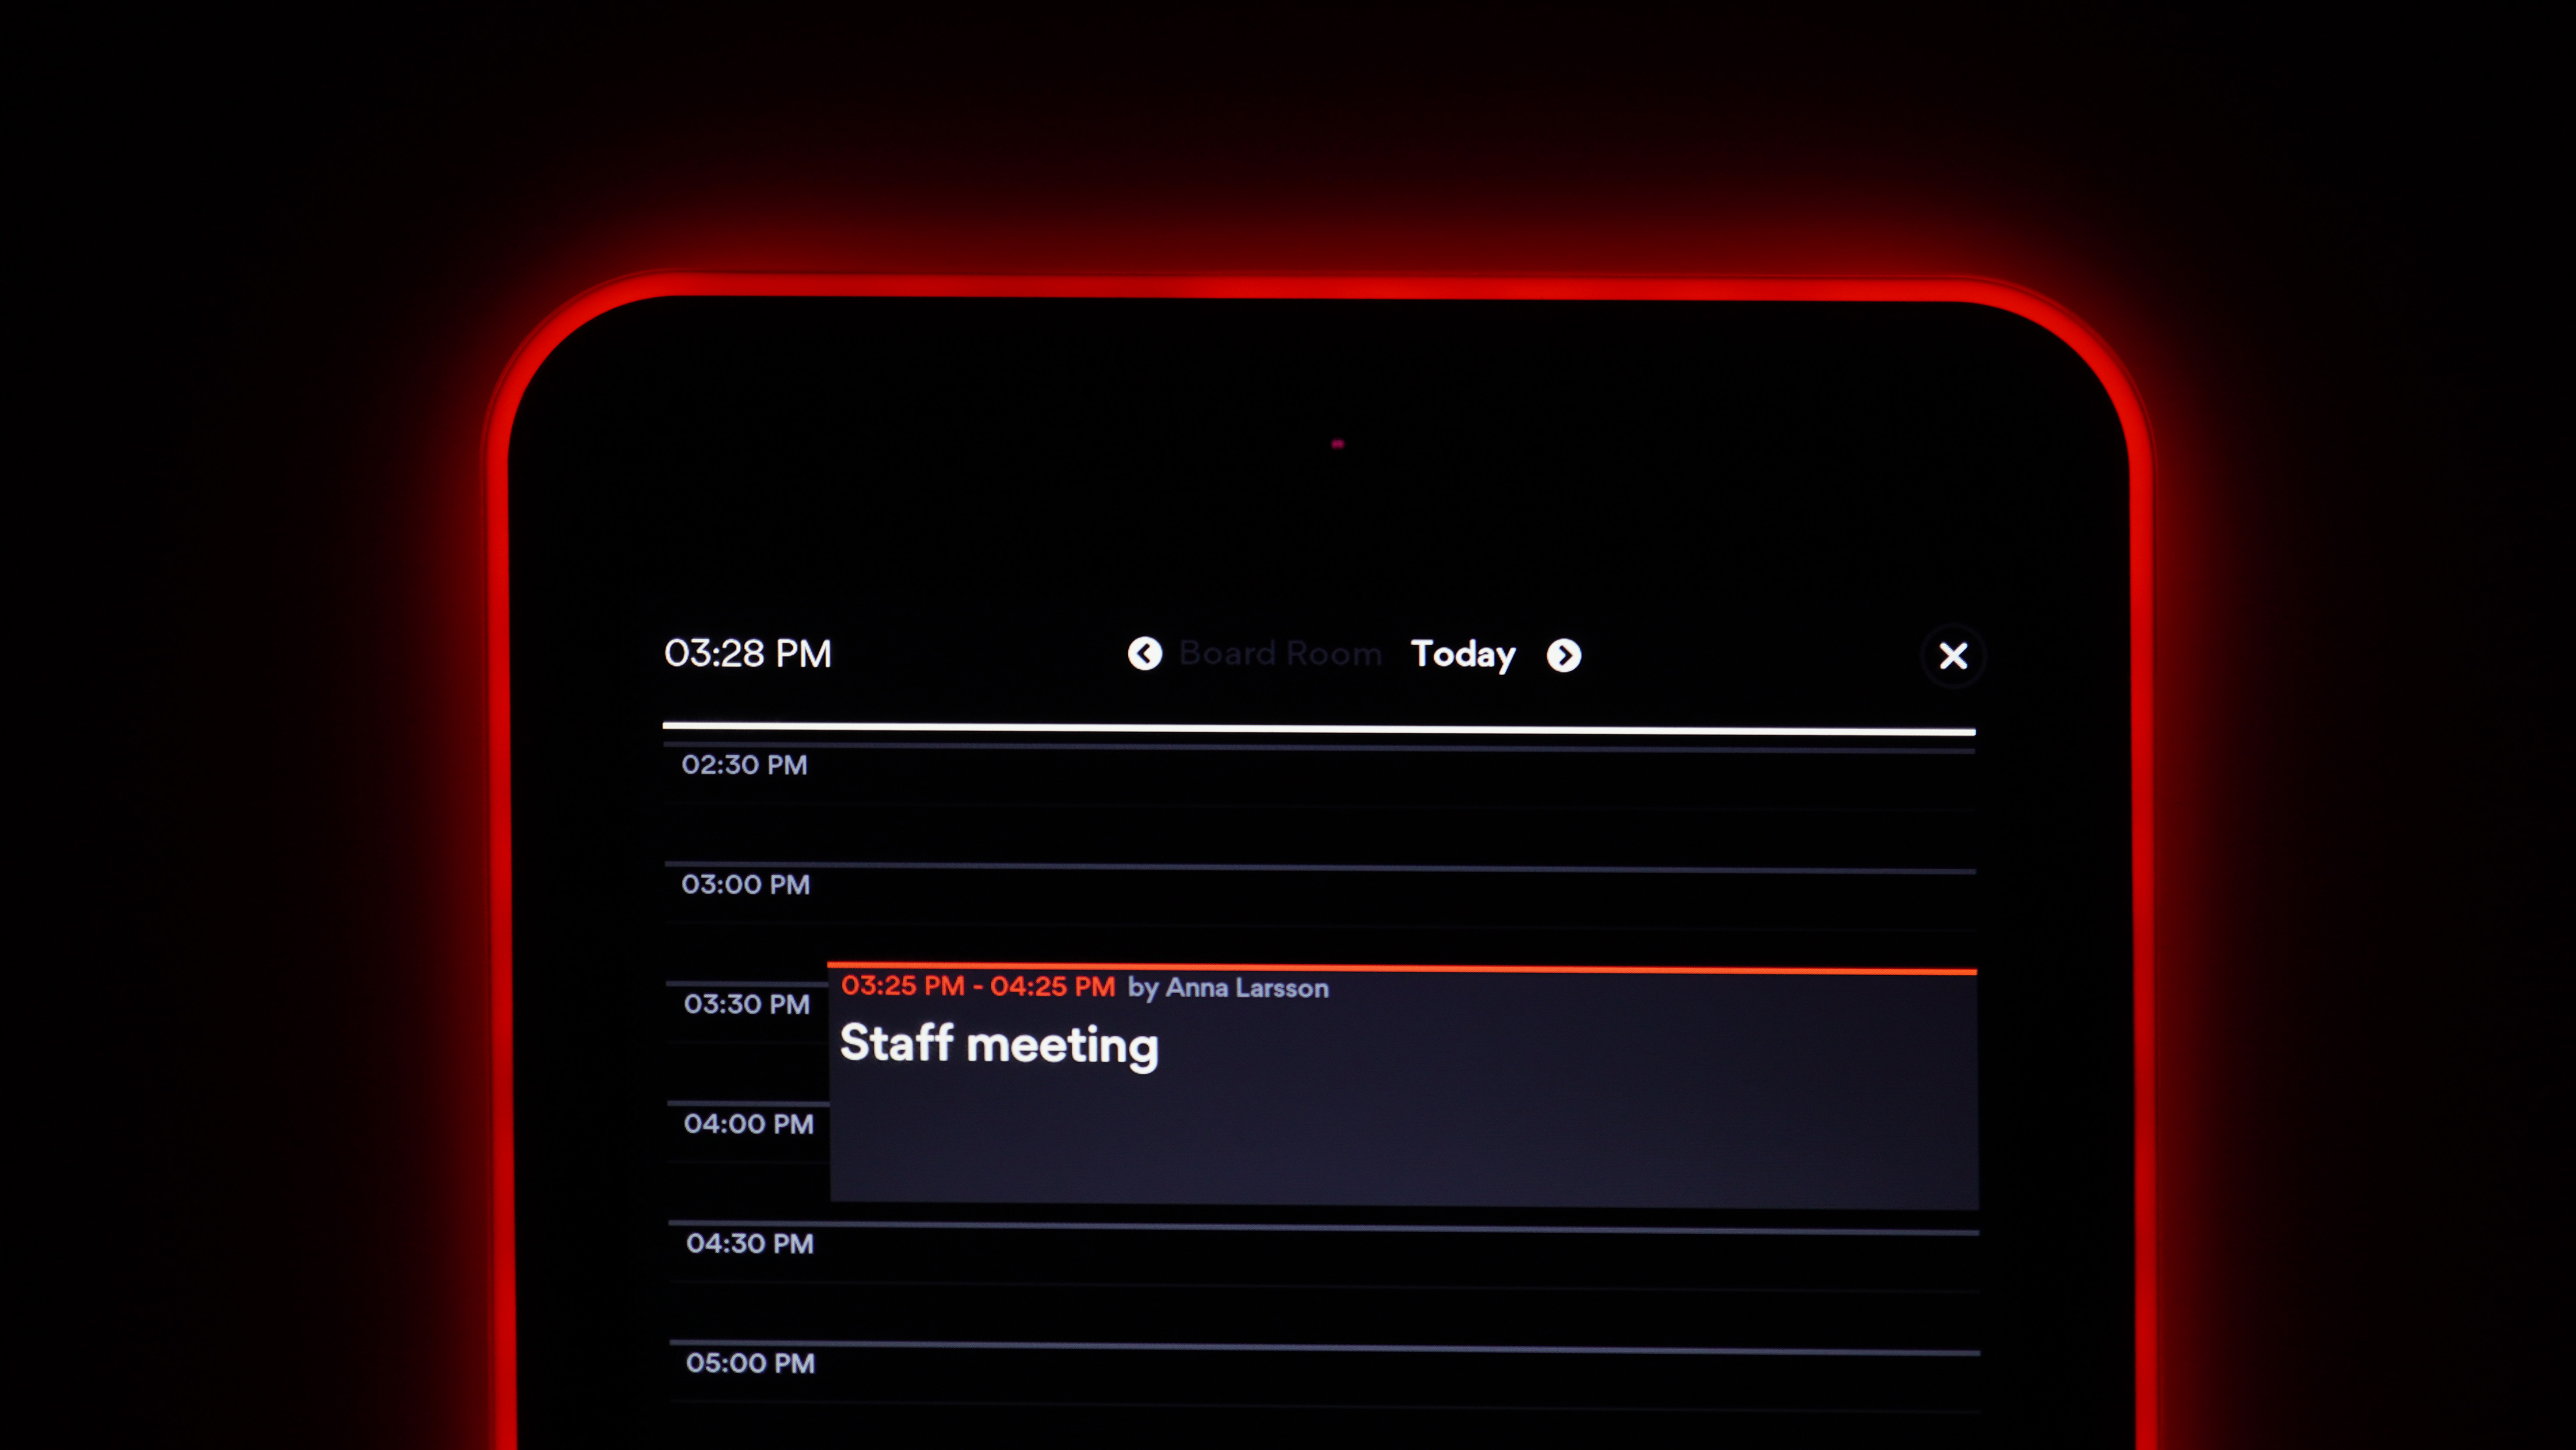 03:28 PM Board Room Today
02:30 PM
03:00 PM
03:25 PM - 04:25 PM by Anna Larsson
03:30 PM
Staff meeting
04:00 PM
04:30 PM
05:00 PM